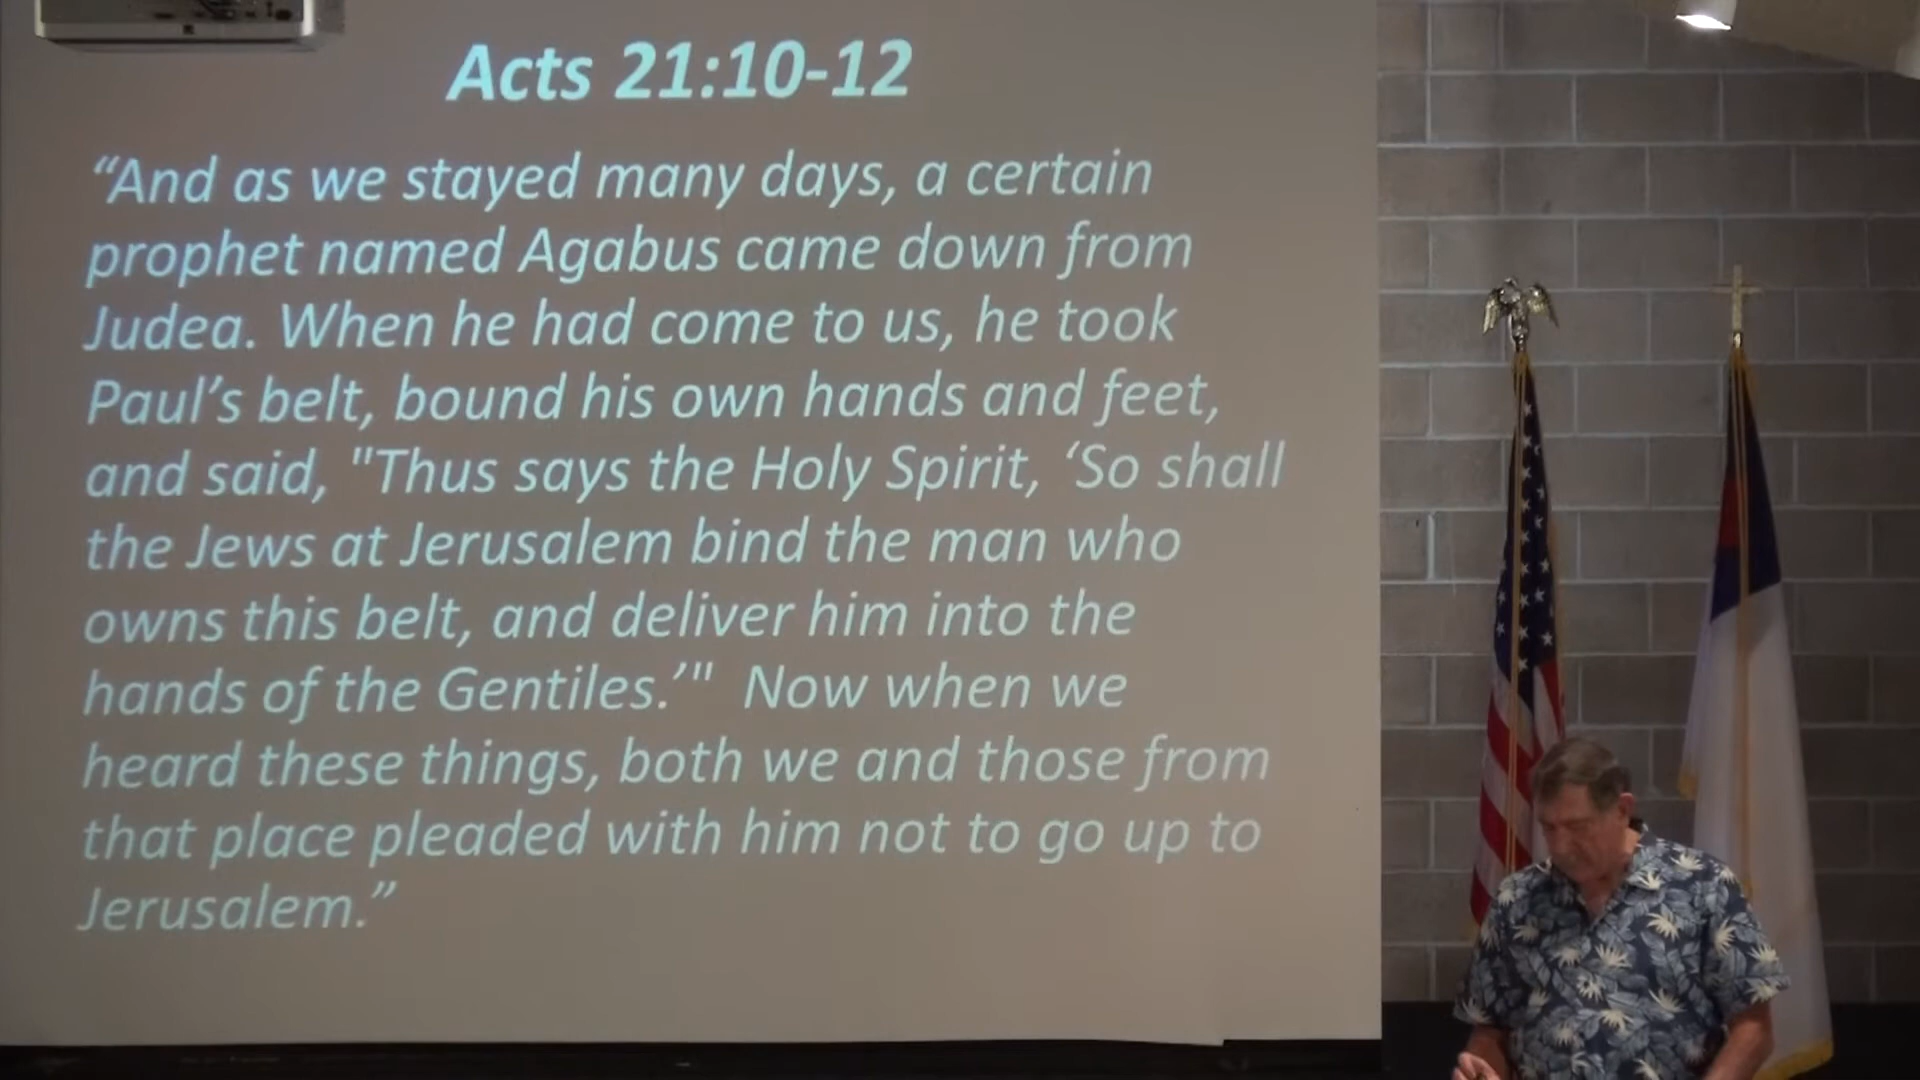 Acts 21:10-12
“And as we stayed many days, a certain
prophet named Agabus came down from
Judea. When he had come to us, he took
Paul’s belt, bound his own hands and feet,
and said, "Thus says the Holy Spirit, ‘So shall
the Jews at Jerusalem bind the man who
owns this belt, and deliver him into the
hands of the Gentiles.’"  Now when we
heard these things, both we and those from
that place pleaded with him not to go up to
Jerusalem.”